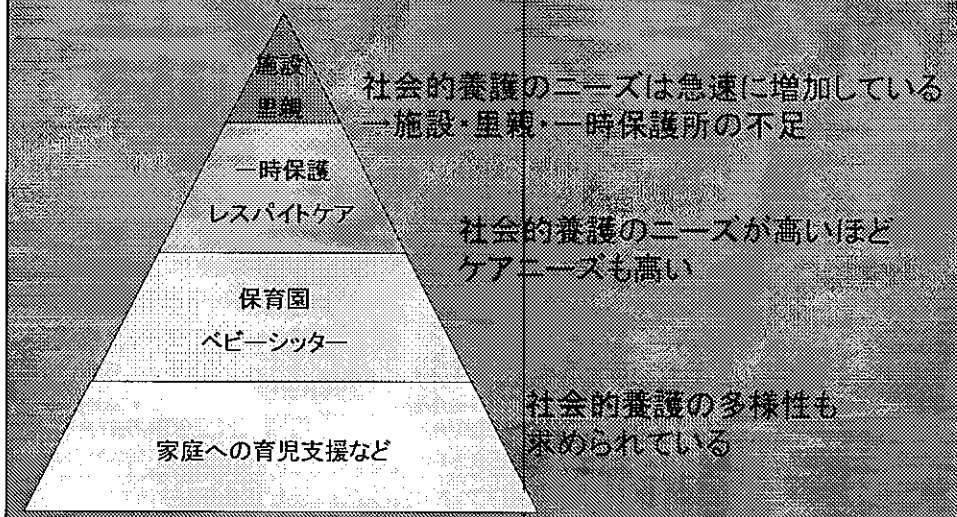 施設
里親
社会的養護のニーズは急速に増加している
→施設・里親・一時保護所の不足
一時保護
レスパイトケア
社会的養護のニーズが高いほど
ケアニーズも高い
保育園
ベビーシッター
社会的養護の多様性も
求められている
家庭への育児支援など